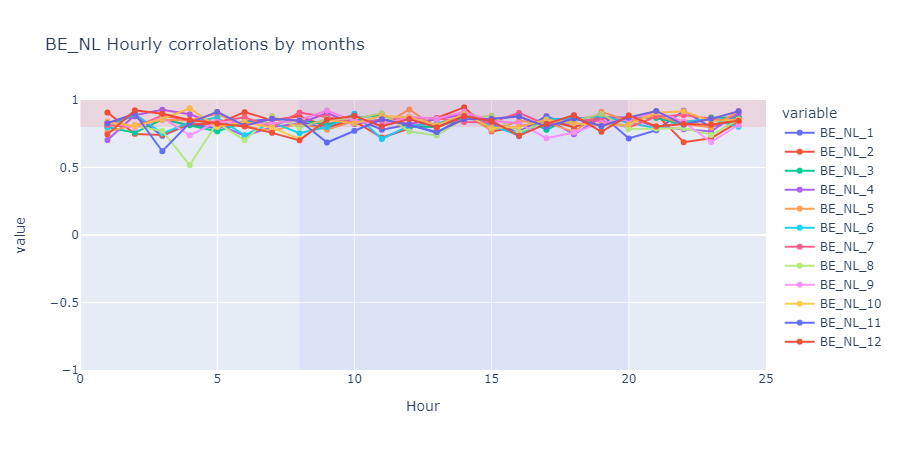 BE_NL Hourly corrolations by months
value
1
0.5
0
−0.5
−1
0
5
10
15
20
25
Hour
variable
BE_NL_1
BE_NL_2
BE_NL_3
BE_NL_4
BE_NL_5
BE_NL_6
BE_NL_7
BE_NL_8
BE_NL_9
BE_NL_10
BE_NL_11
BE_NL_12